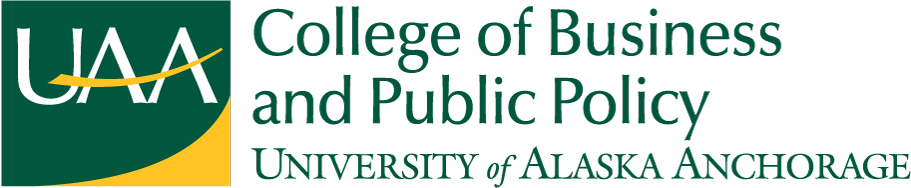 UAA
College of Business
and Public Policy
UNIVERSITY of ALASKA ANCHORAGE